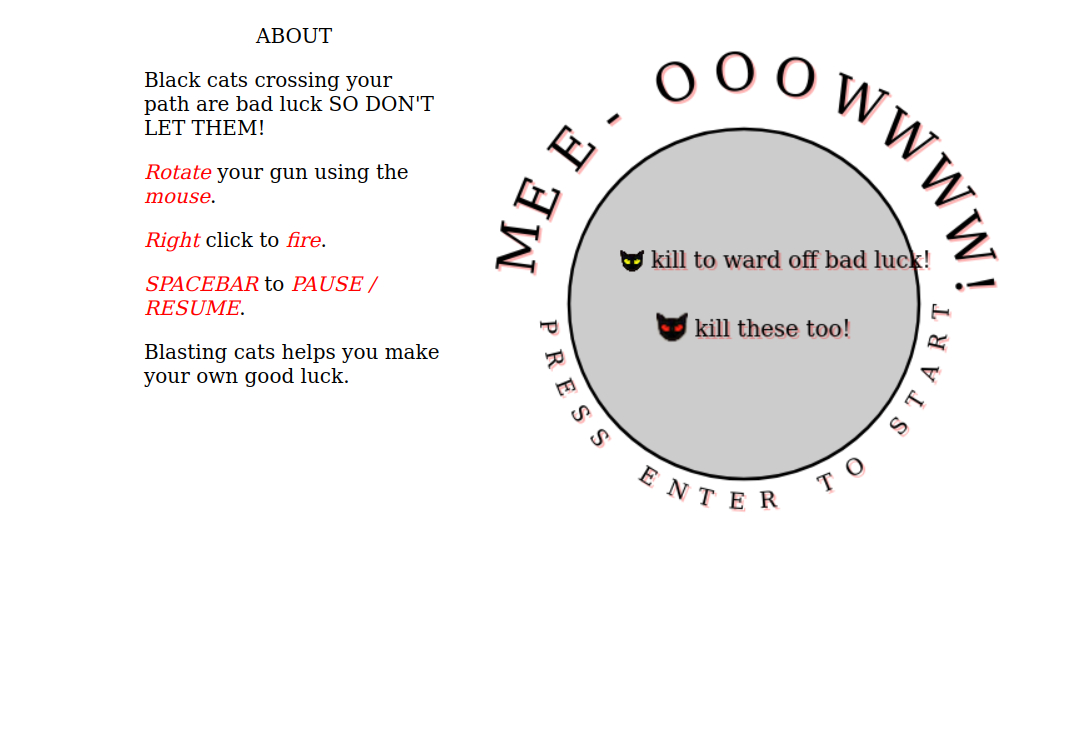 ABOUT
Black cats crossing your
path are bad luck SO DON'T
LET THEM!
Rotate your gun using the
mouse.
Right click to fire.
SPACEBAR to PAUSE /
RESUME.
Blasting cats helps you make
your own good luck.
MEE- OOOWWWW!
kill to ward off bad luck!
kill these too!
PRESS ENTER TO START